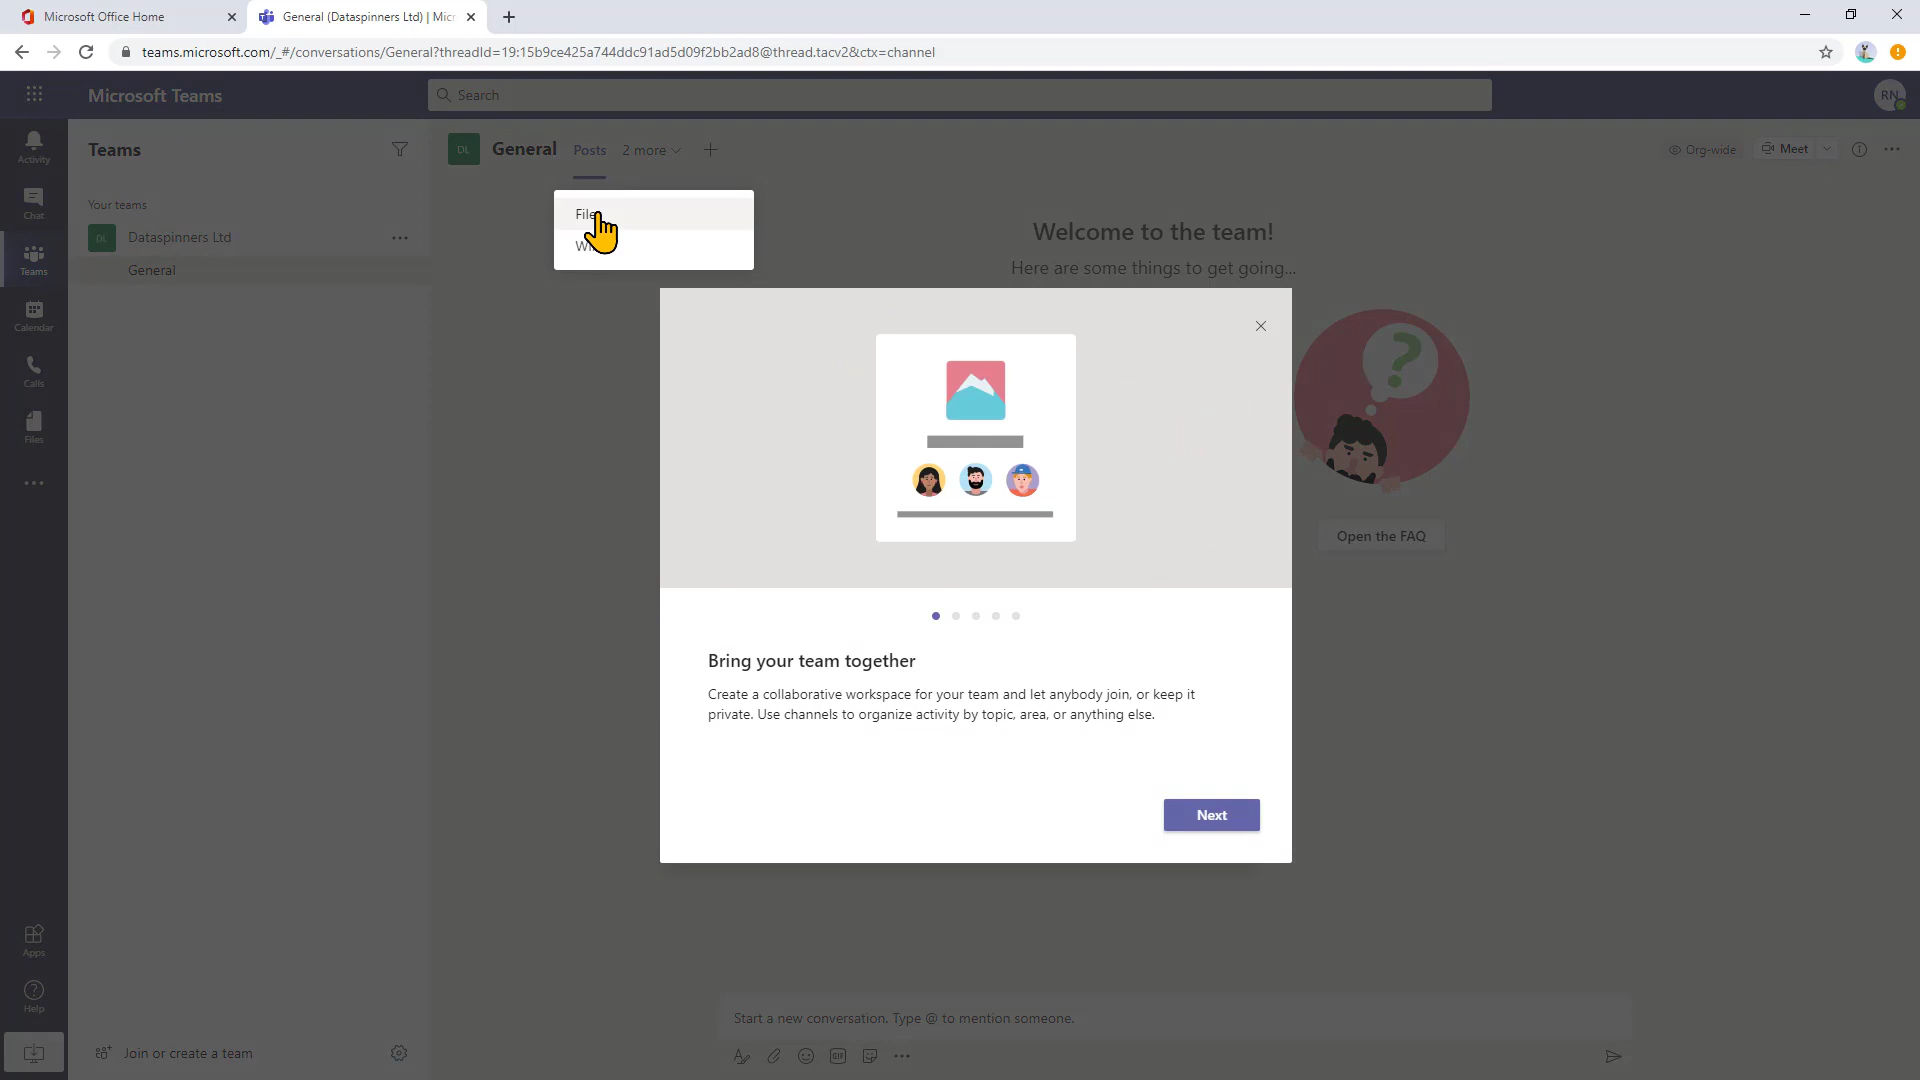 Microsoft Office Home
General (Dataspinners Ltd) | Micr
teams.microsoft.com/_#/conversations/General?threadId=19:15b9ce425a744ddc91ad5d09f2bb2ad8@thread.tacv2&ctx=channel
Microsoft Teams
Search
RN
Activity
Chat
Teams
Calendar
Calls
Files
Apps
Help
Teams
Your teams
DL
Dataspinners Ltd
General
Join or create a team
DL
General
Posts
2 more
Org-wide
Meet
Welcome to the team!
Here are some things to get going...
?
Open the FAQ
Bring your team together
Create a collaborative workspace for your team and let anybody join, or keep it
private. Use channels to organize activity by topic, area, or anything else.
Next
Start a new conversation. Type @ to mention someone.
GIF